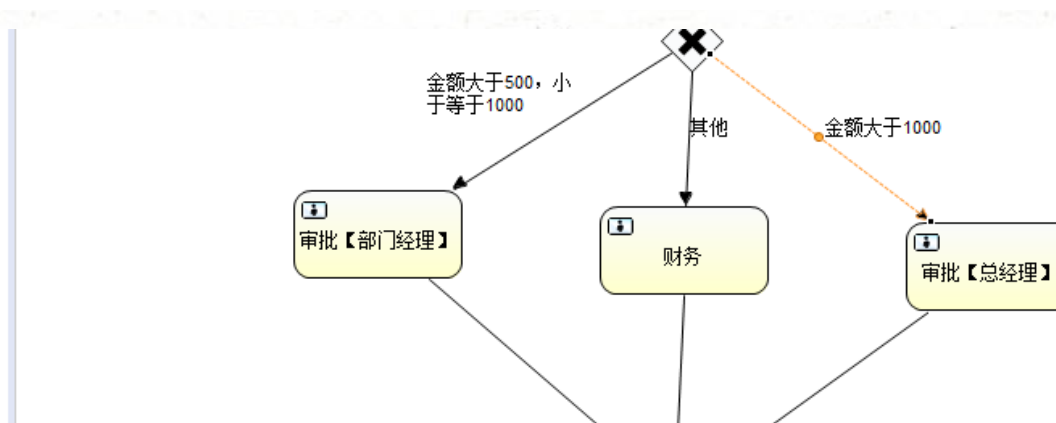 金额大于500，小
于等于1000
其他
金额大于1000
审批【部门经理】
财务
审批【总经理】